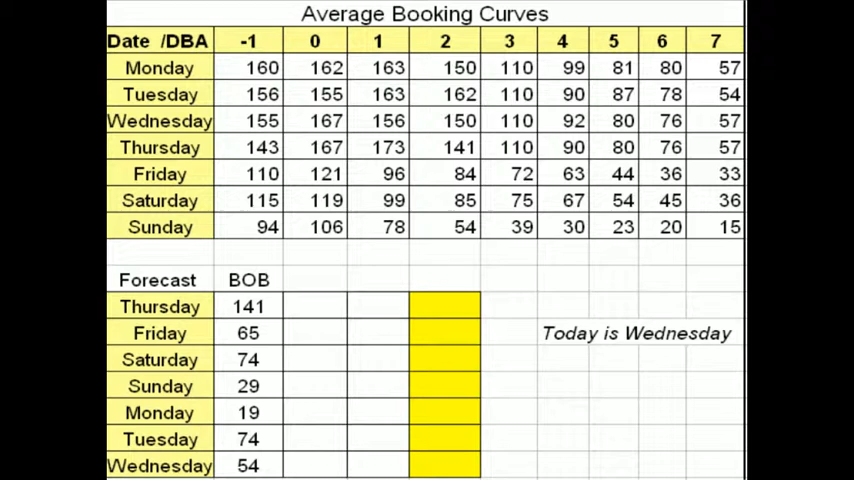 Average Booking Curves
Date /DBA -1 0 1 2 3 4 5 6 7
Monday 160 162 163 150 110 99 81 80 57
Tuesday 156 155 163 162 110 90 87 78 54
Wednesday 155 167 156 150 110 92 80 76 57
Thursday 143 167 173 141 110 90 80 76 57
Friday 110 121 96 84 72 63 44 36 33
Saturday 115 119 99 85 75 67 54 45 36
Sunday 94 106 78 54 39 30 23 20 15
Forecast BOB
Thursday 141
Friday 65 Today is Wednesday
Saturday 74
Sunday 29
Monday 19
Tuesday 74
Wednesday 54